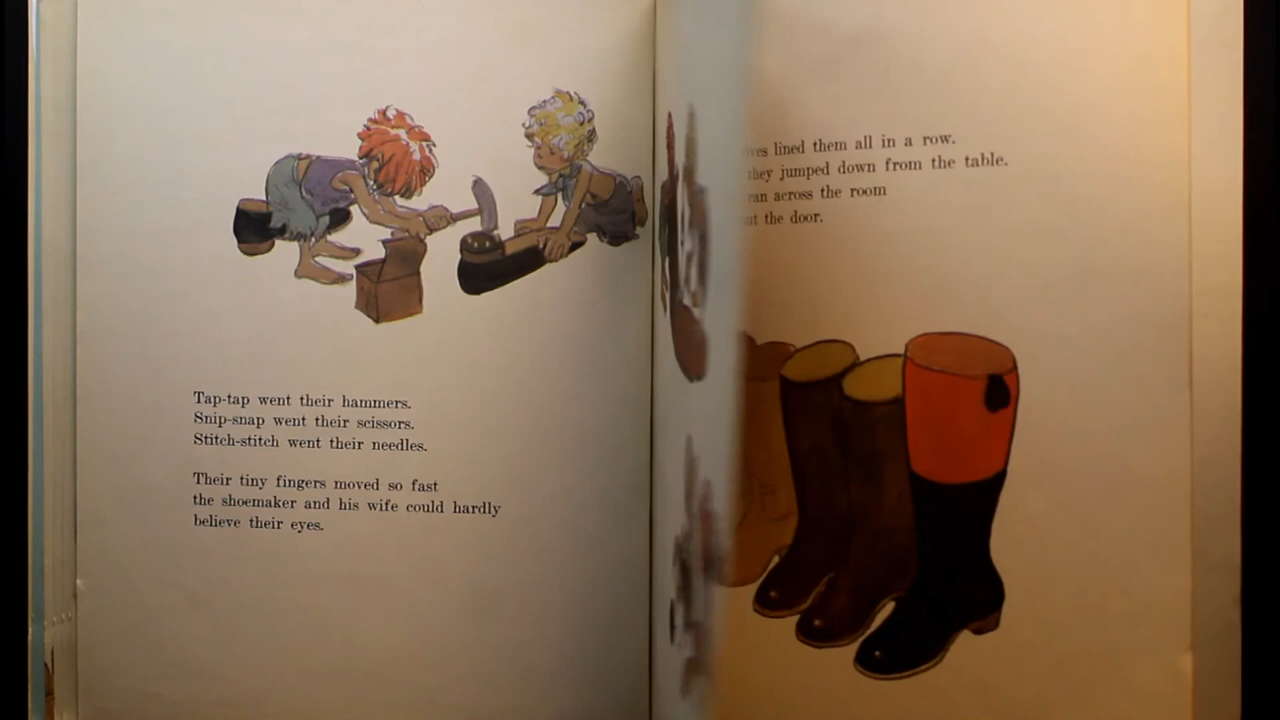 Tap-tap went their hammers.
Snip-snap went their scissors.
Stitch-stitch went their needles.
Their tiny fingers moved so fast
the shoemaker and his wife could hardly
believe their eyes.
lined them all in a row.
they jumped down from the table.
across the room
the door.